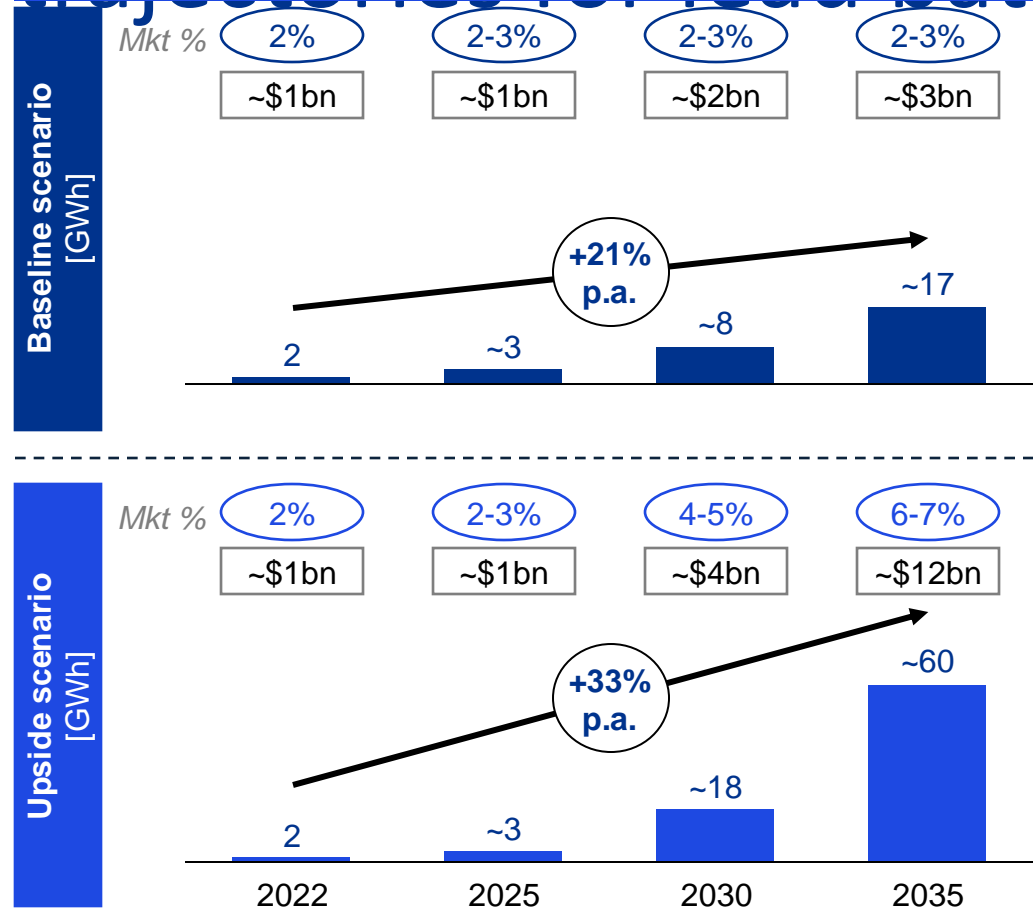 Mkt %
2%
2-3%
2-3%
2-3%
~$1bn
~$1bn
~$2bn
~$3bn
Baseline scenario
[GWh]
+21%
p.a.
2
~3
~8
~17
Mkt %
2%
2-3%
4-5%
6-7%
~$1bn
~$1bn
~$4bn
~$12bn
Upside scenario
[GWh]
+33%
p.a.
2
~3
~18
~60
2022
2025
2030
2035